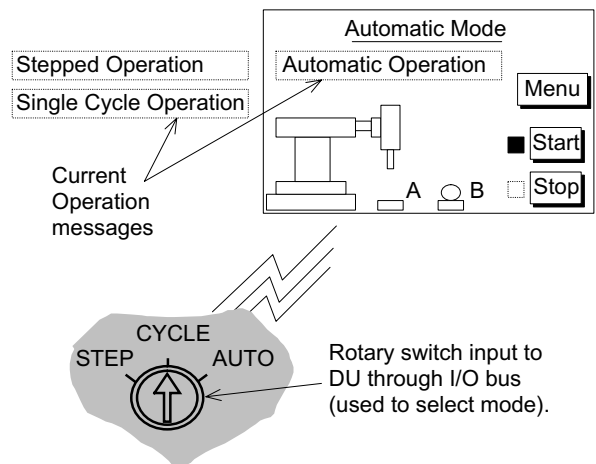 Automatic Mode
Stepped Operation
Automatic Operation
Single Cycle Operation
Menu
Start
Current
Operation
messages
A
B
Stop
CYCLE
STEP
AUTO
Rotary switch input to
DU through I/O bus
(used to select mode).